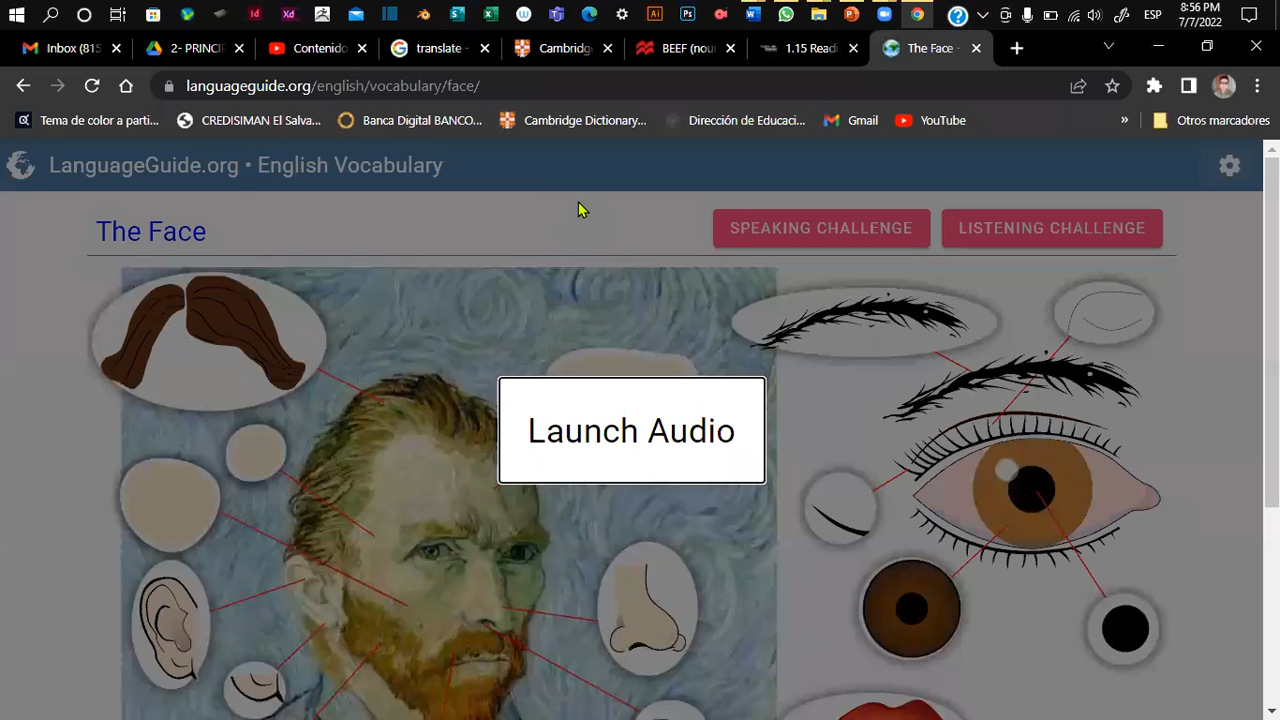 ESP
8:56 PM
7/7/2022
Inbox (815
2- PRINCIP
Contenido
translate -
Cambridg
BEEF (nou
1.15 Readi
The Face -
languageguide.org/english/vocabulary/face/
Tema de color a parti...
CREDISIMAN El Salva...
Banca Digital BANCO...
Cambridge Dictionary...
Dirección de Educaci...
Gmail
YouTube
»
Otros marcadores
LanguageGuide.org • English Vocabulary
The Face
SPEAKING CHALLENGE
LISTENING CHALLENGE
Launch Audio